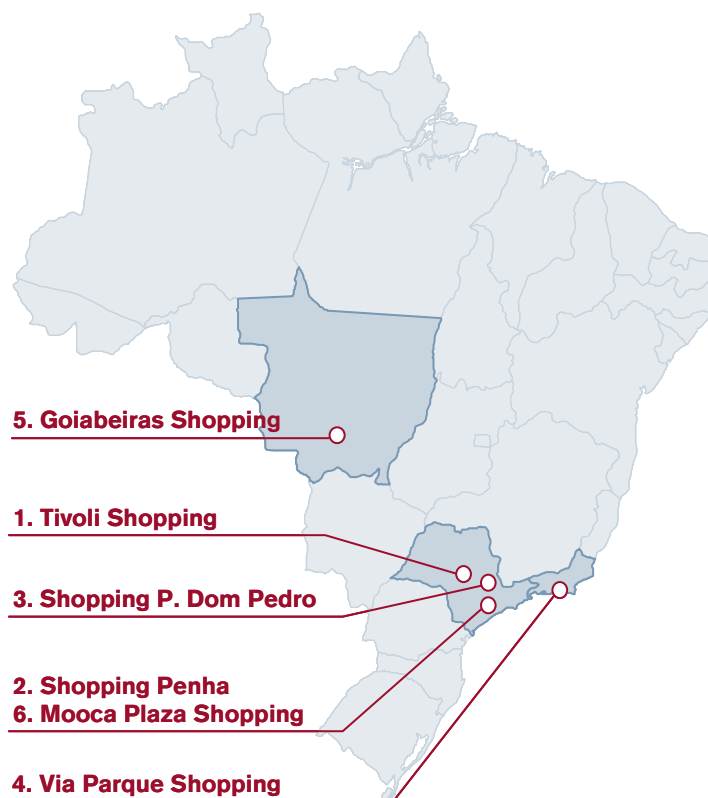 5. Goiabeiras Shopping
1. Tivoli Shopping
3. Shopping P. Dom Pedro
2. Shopping Penha
6. Mooca Plaza Shopping
4. Via Parque Shopping